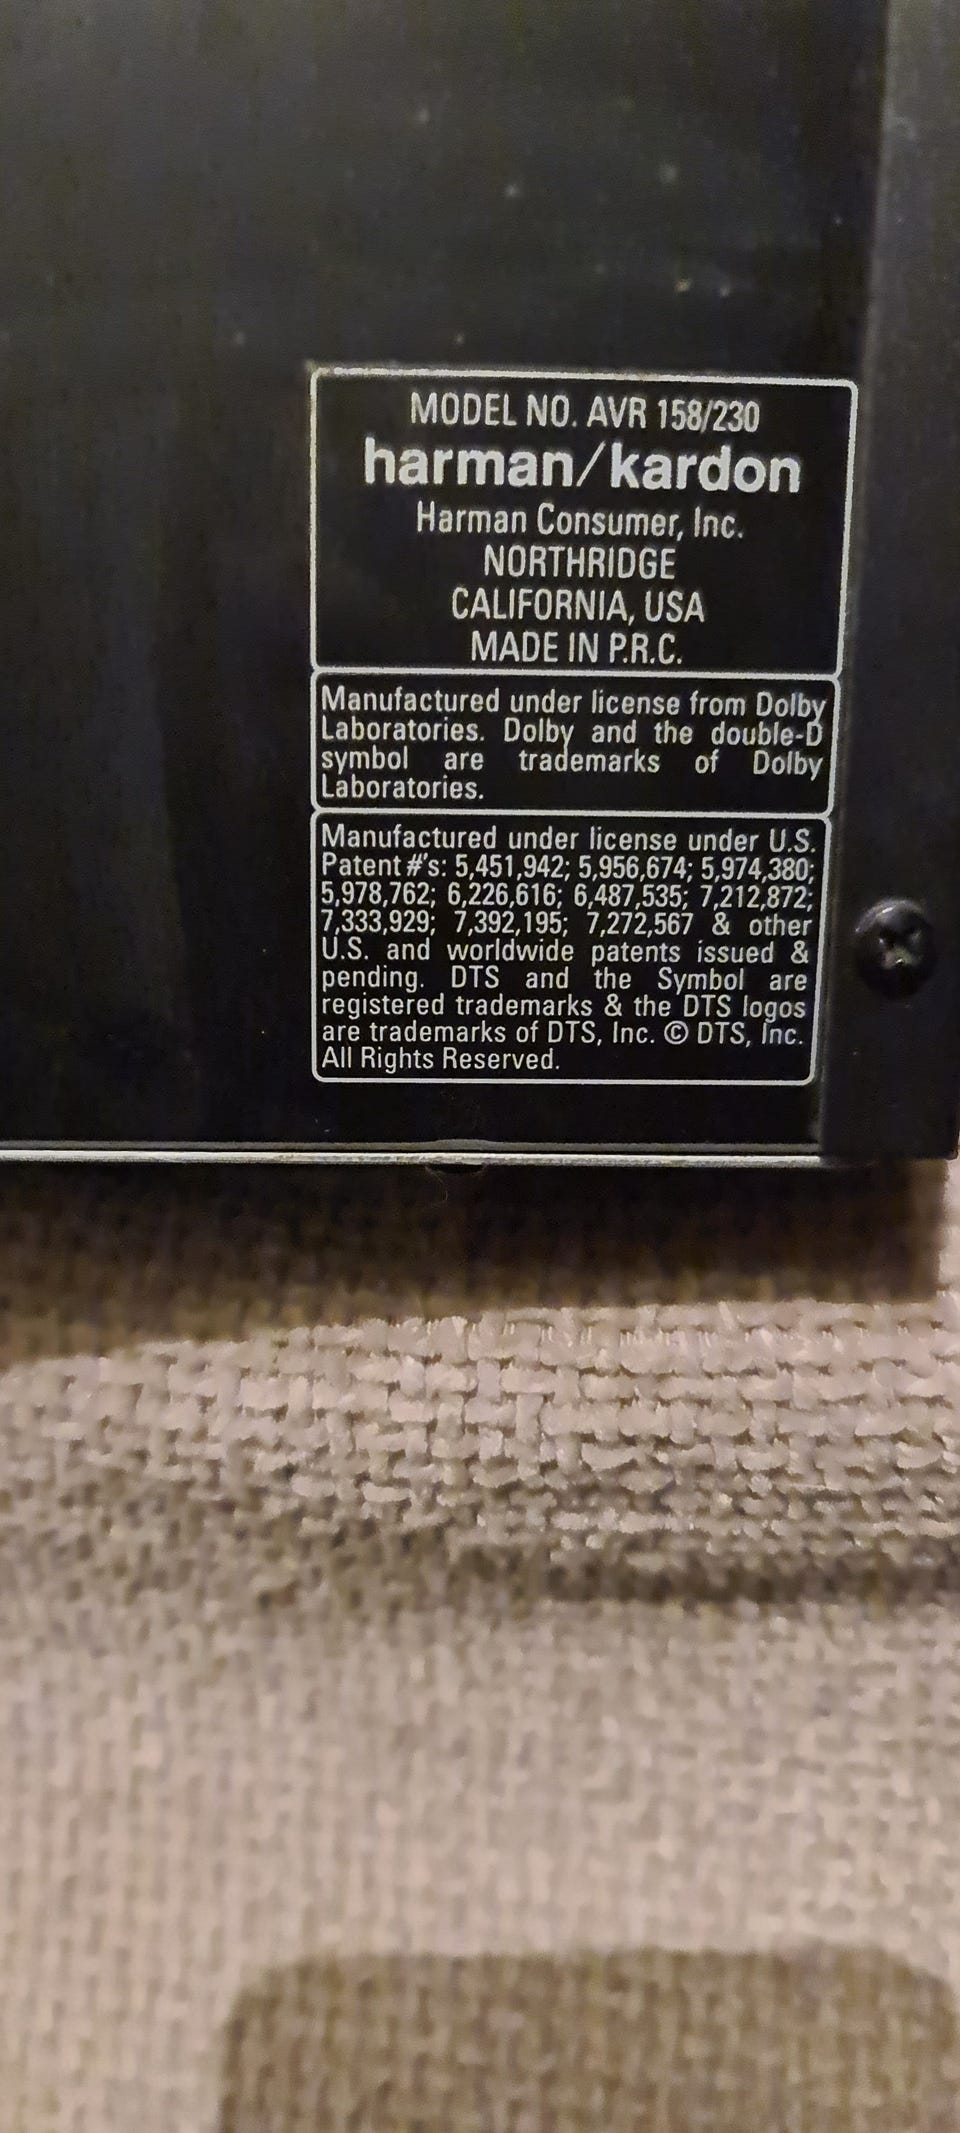 MODEL NO. AVR 158/230
harman/kardon
Harman Consumer, Inc.
NORTHRIDGE
CALIFORNIA, USA
MADE IN P.R.C.
Manufactured under license from Dolby
Laboratories. Dolby and the double-D
symbol are trademarks of Dolby
Laboratories.
Manufactured under license under U.S.
Patent #'s: 5,451,942; 5,956,674; 5,974,380;
5,978,762; 6,226,616; 6,487,535; 7,212,872;
7,333,929; 7,392,195; 7,272,567 & other
U.S. and worldwide patents issued &
pending. DTS and the Symbol are
registered trademarks & the DTS logos
are trademarks of DTS, Inc. © DTS, Inc.
All Rights Reserved.